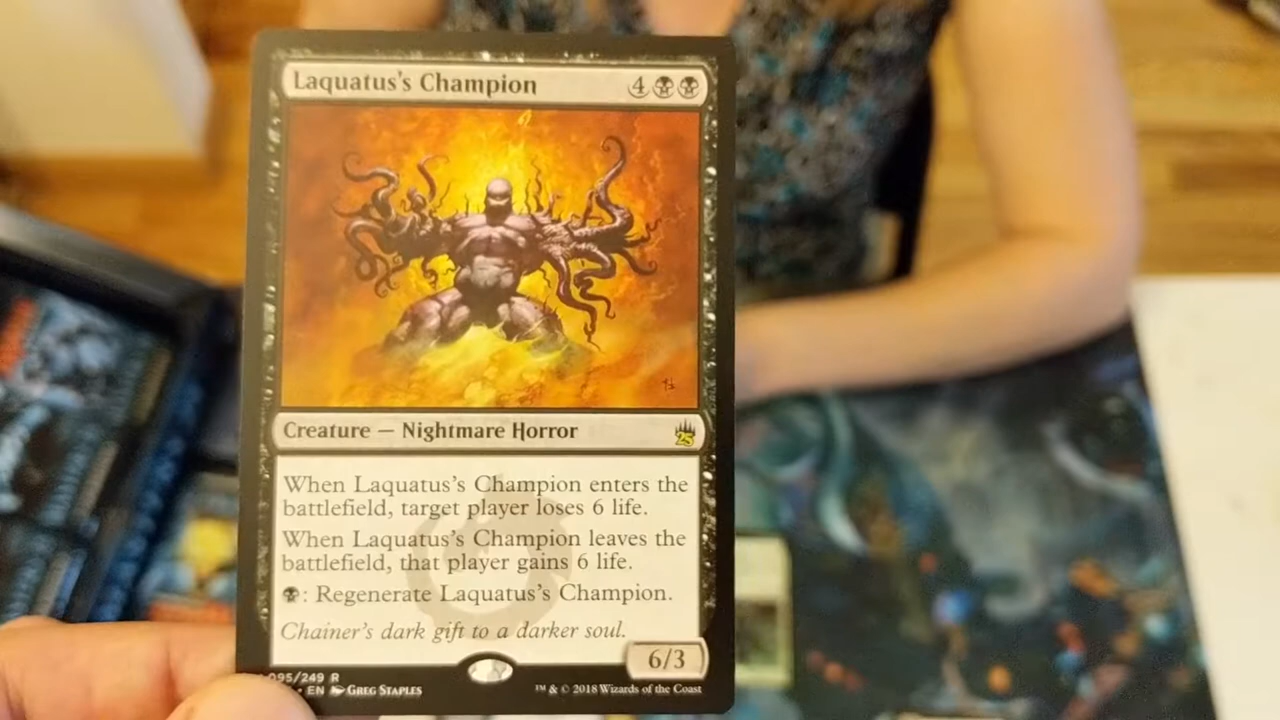 Laquatus's Champion 4
Creature — Nightmare Horror
25
When Laquatus's Champion enters the
battlefield, target player loses 6 life.
When Laquatus's Champion leaves the
battlefield, that player gains 6 life.
: Regenerate Laquatus's Champion.
Chainer's dark gift to a darker soul.
6/3
095/249 R
• EN Greg Staples
™ & © 2018 Wizards of the Coast